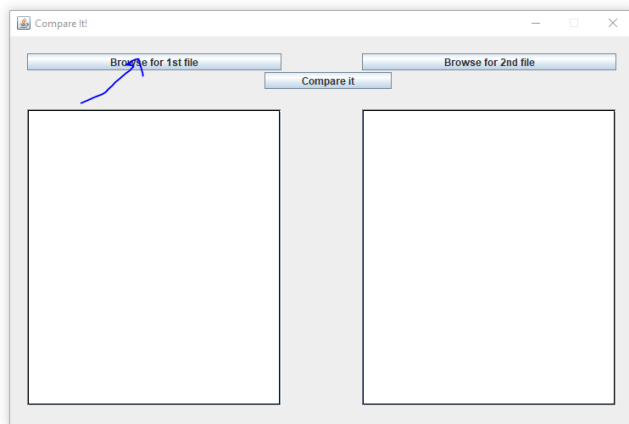 Compare It!
Browse for 1st file
Browse for 2nd file
Compare it